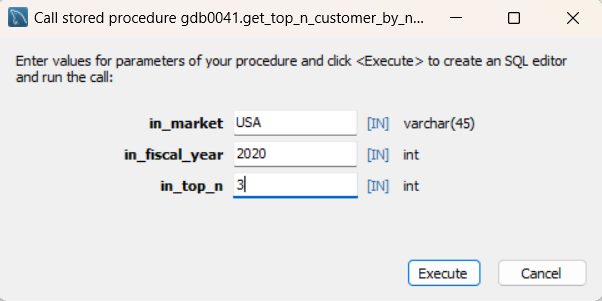 Call stored procedure gdb0041.get_top_n_customer_by_n...
Enter values for parameters of your procedure and click <Execute> to create an SQL editor
and run the call:
in_market USA [IN] varchar(45)
in_fiscal_year 2020 [IN] int
in_top_n 3 [IN] int
Execute Cancel